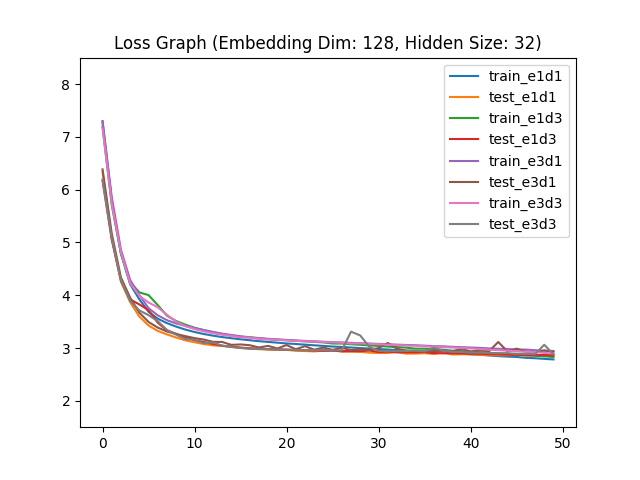 Loss Graph (Embedding Dim: 128, Hidden Size: 32)
train_e1d1
test_e1d1
train_e1d3
test_e1d3
train_e3d1
test_e3d1
train_e3d3
test_e3d3
8
7
6
5
4
3
2
0 10 20 30 40 50